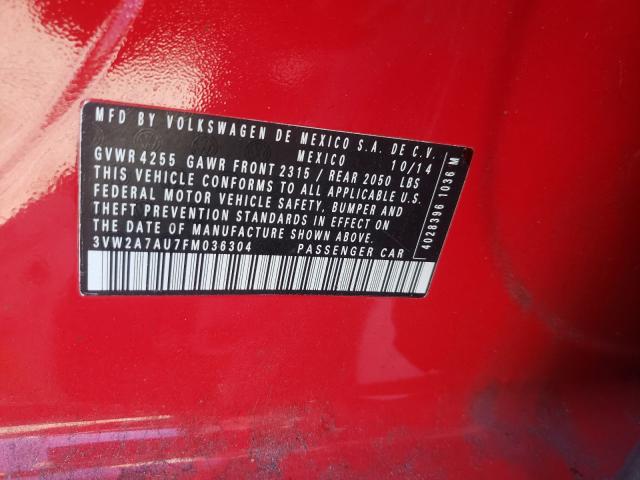 MFD BY VOLKSWAGEN DE MEXICO S.A. DE C.V.
MEXICO 10/14
GVWR 4255 GAWR FRONT 2315 / REAR 2050 LBS
THIS VEHICLE CONFORMS TO ALL APPLICABLE U.S.
FEDERAL MOTOR VEHICLE SAFETY, BUMPER AND
THEFT PREVENTION STANDARDS IN EFFECT ON
THE DATE OF MANUFACTURE SHOWN ABOVE.
3VW2A7AU7FM036304 PASSENGER CAR
4028396 1036 M